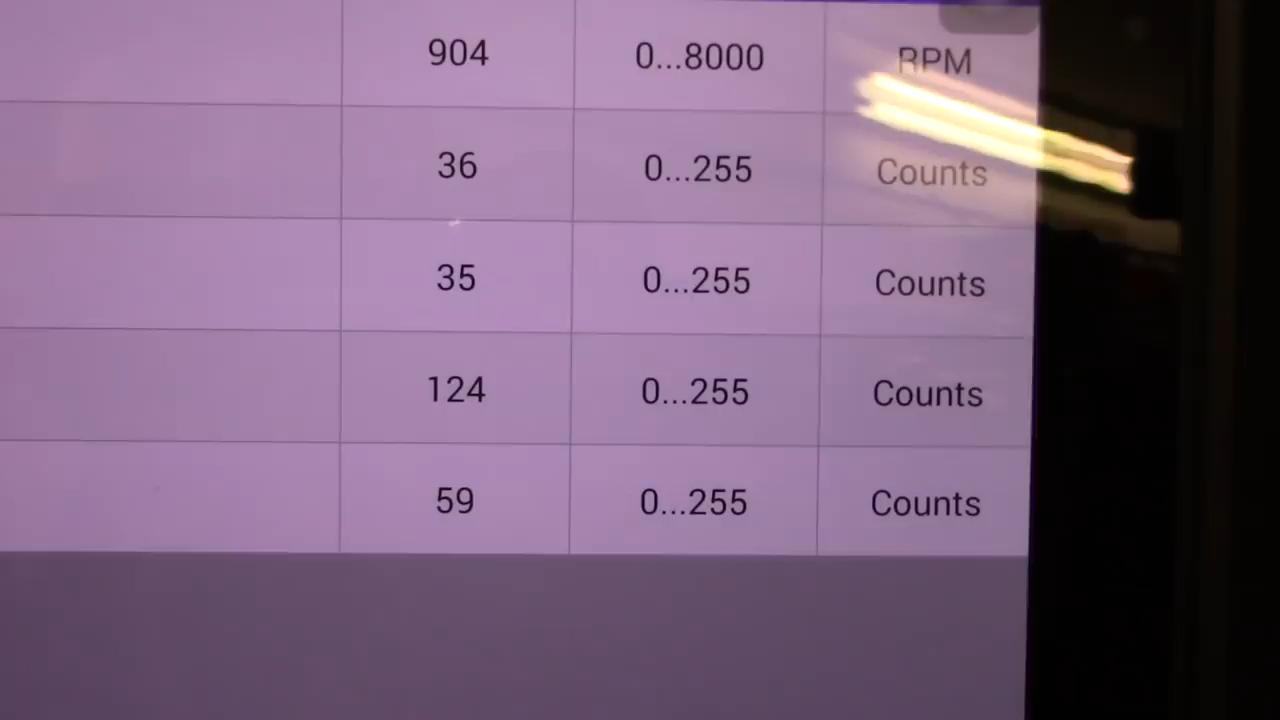 904 0...8000 RPM
36 0...255 Counts
35 0...255 Counts
124 0...255 Counts
59 0...255 Counts